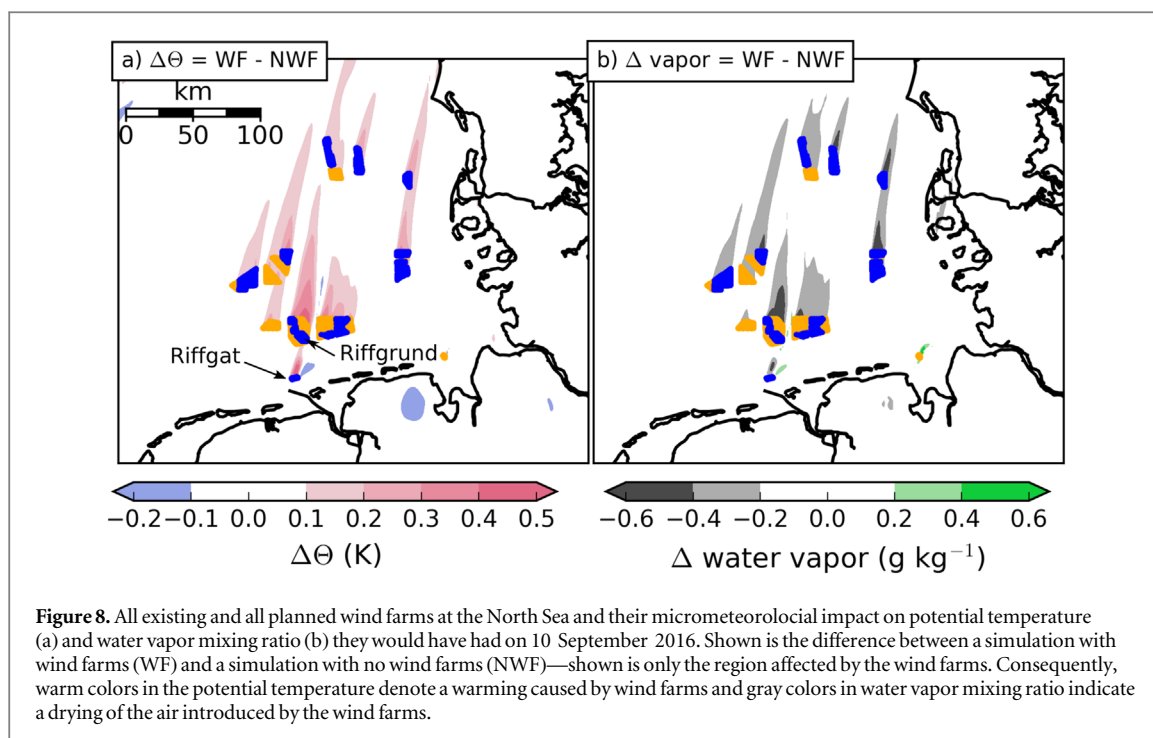 a) ΔΘ = WF - NWF
km
0 50 100
Riffgat
Riffgrund
−0.2 −0.1 0.0 0.1 0.2 0.3 0.4 0.5
ΔΘ (K)
b) Δ vapor = WF - NWF
−0.6 −0.4 −0.2 0.0 0.2 0.4 0.6
Δ water vapor (g kg⁻¹)
Figure 8. All existing and all planned wind farms at the North Sea and their micrometeorolocial impact on potential temperature
(a) and water vapor mixing ratio (b) they would have had on 10 September 2016. Shown is the difference between a simulation with
wind farms (WF) and a simulation with no wind farms (NWF)—shown is only the region affected by the wind farms. Consequently,
warm colors in the potential temperature denote a warming caused by wind farms and gray colors in water vapor mixing ratio indicate
a drying of the air introduced by the wind farms.